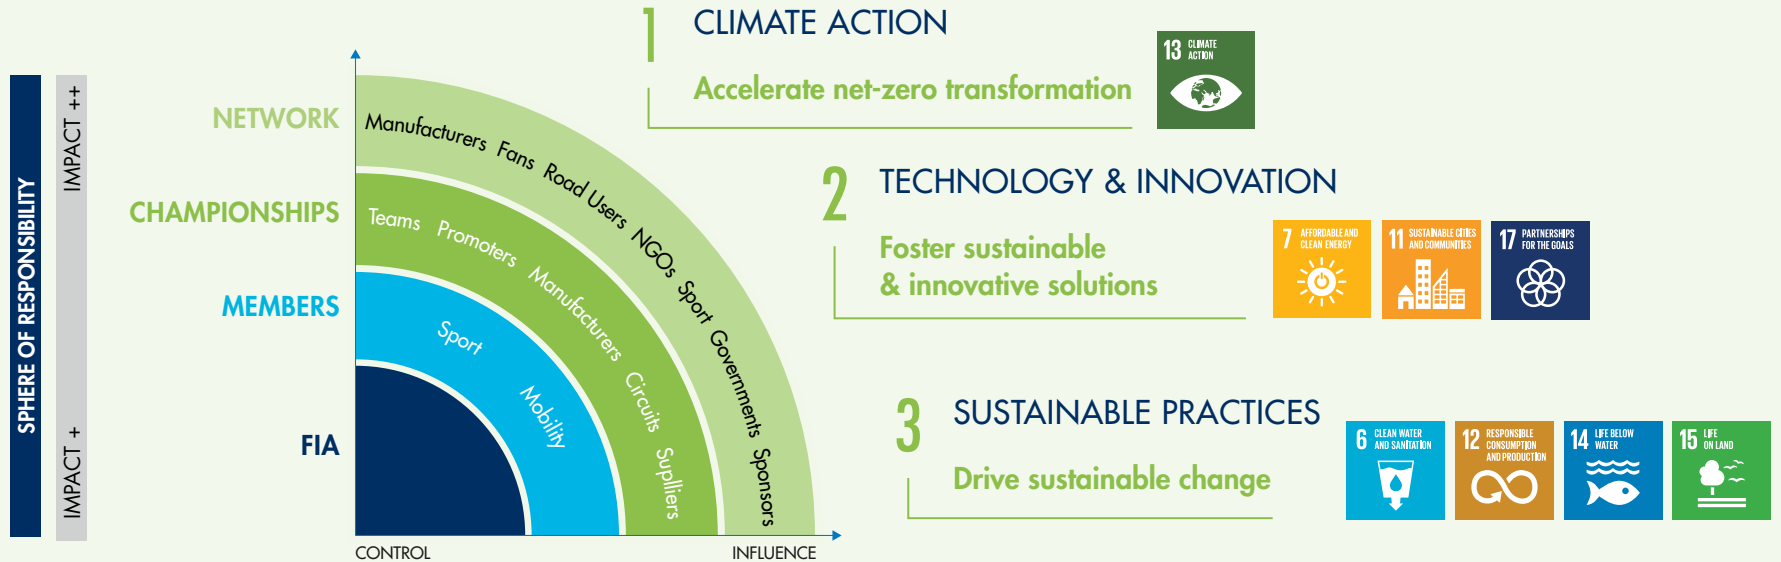 SPHERE OF RESPONSIBILITY
IMPACT ++
IMPACT +
NETWORK
CHAMPIONSHIPS
MEMBERS
FIA
Manufacturers Fans Road Users NGOs Sport Governments Sponsors
Teams Promoters Manufacturers Circuits Supllliers
Sport Mobility
CONTROL
INFLUENCE
1 CLIMATE ACTION
Accelerate net-zero transformation
13 CLIMATE
ACTION
2 TECHNOLOGY & INNOVATION
Foster sustainable
& innovative solutions
7 AFFORDABLE AND
CLEAN ENERGY
11 SUSTAINABLE CITIES
AND COMMUNITIES
17 PARTNERSHIPS
FOR THE GOALS
3 SUSTAINABLE PRACTICES
Drive sustainable change
6 CLEAN WATER
AND SANITATION
12 RESPONSIBLE
CONSUMPTION
AND PRODUCTION
14 LIFE BELOW
WATER
15 LIFE
ON LAND